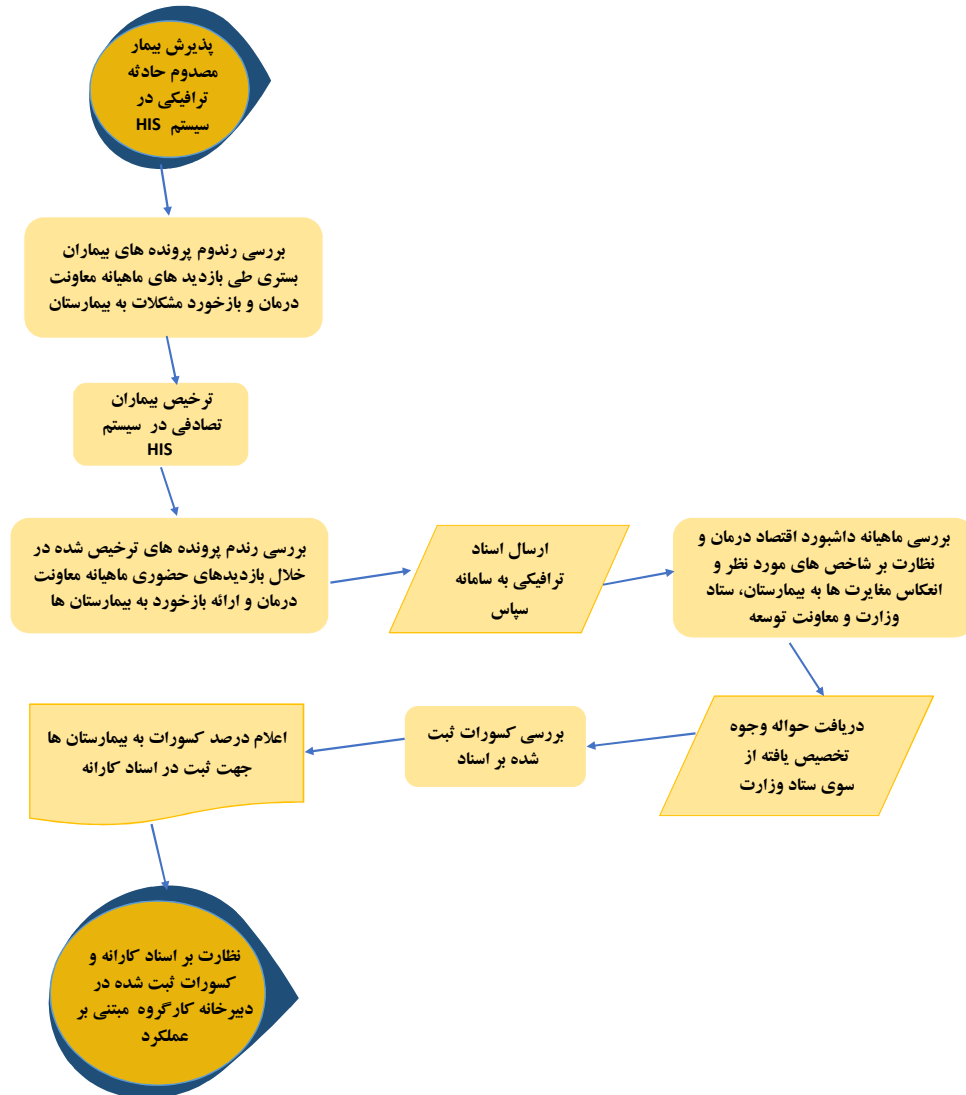 پذیرش بیمار
مصدوم حادثه
ترافیکی در
سیستم HIS
بررسی رندوم پرونده های بیماران
بستری طی بازدید های ماهیانه معاونت
درمان و بازخورد مشکلات به بیمارستان
ترخیص بیماران
تصادفی در سیستم
HIS
بررسی رندم پرونده های ترخیص شده در
خلال بازدیدهای حضوری ماهیانه معاونت
درمان و ارائه بازخورد به بیمارستان ها
ارسال اسناد
ترافیکی به سامانه
سپاس
بررسی ماهیانه داشبورد اقتصاد درمان و
نظارت بر شاخص های مورد نظر و
انعکاس مغایرت ها به بیمارستان، ستاد
وزارت و معاونت توسعه
دریافت حواله وجوه
تخصیص یافته از
سوی ستاد وزارت
بررسی کسورات ثبت
شده بر اسناد
اعلام درصد کسورات به بیمارستان ها
جهت ثبت در اسناد کارانه
نظارت بر اسناد کارانه و
کسورات ثبت شده در
دبیرخانه کارگروه مبتنی بر
عملکرد